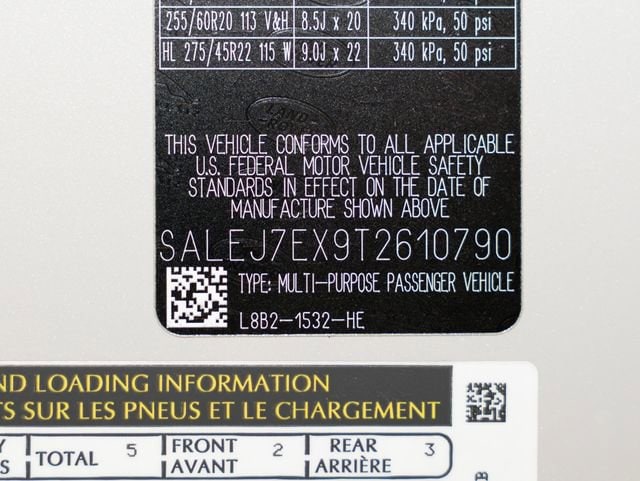 255/60R20 113 V&H 8.5J x 20 340 kPa, 50 psi
HL 275/45R22 115 W 9.0J x 22 340 kPa, 50 psi
LAND
THIS VEHICLE CONFORMS TO ALL APPLICABLE
U.S. FEDERAL MOTOR VEHICLE SAFETY
STANDARDS IN EFFECT ON THE DATE OF
MANUFACTURE SHOWN ABOVE
SALEJ7EX9T2610790
TYPE: MULTI-PURPOSE PASSENGER VEHICLE
L8B2-1532-HE
ND LOADING INFORMATION
TS SUR LES PNEUS ET LE CHARGEMENT
Y TOTAL 5 FRONT 2 REAR 3
S AVANT ARRIÈRE